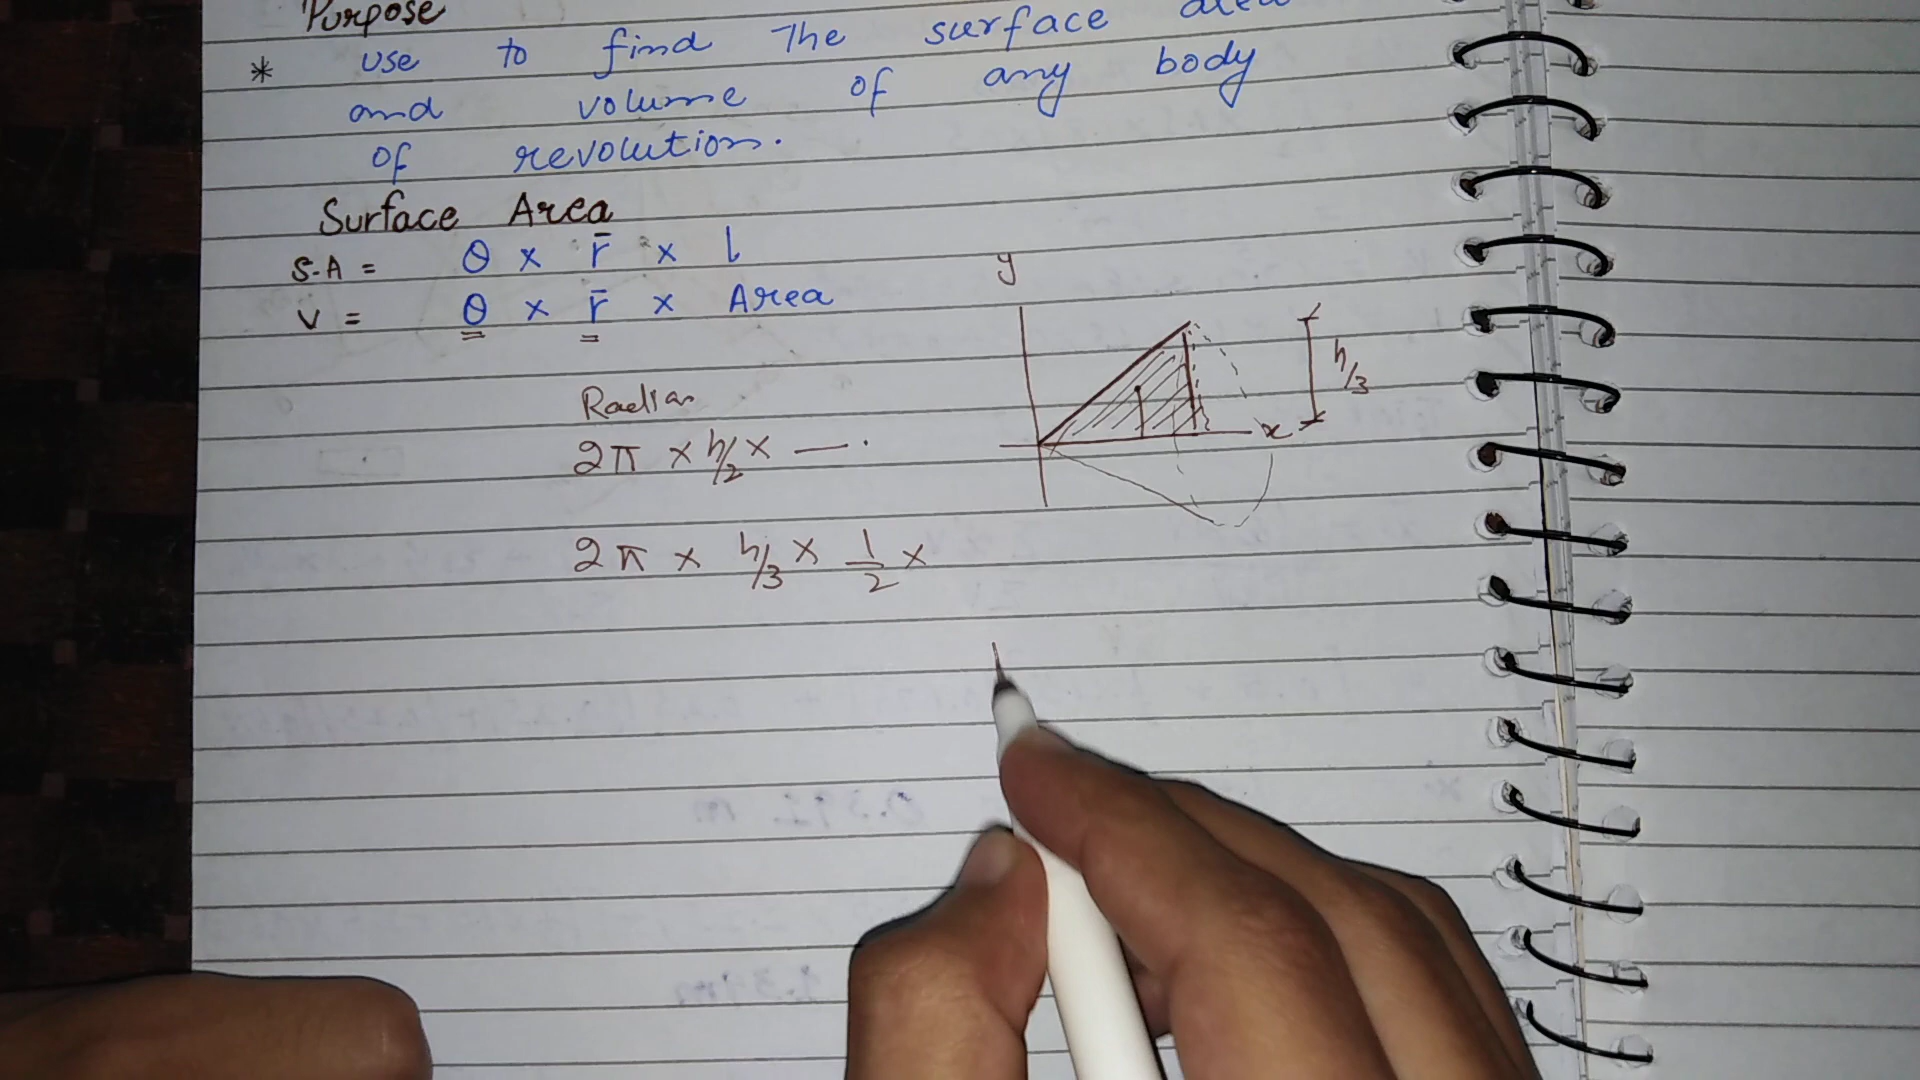 Purpose
* use to find The surface area
and volume of any body
of revolution.
Surface Area
S.A = θ × r̄ × l
V = θ × r̄ × Area
y
h/3
x
Radian
2π × h/2 × —.
2π × h/3 × 1/2 ×